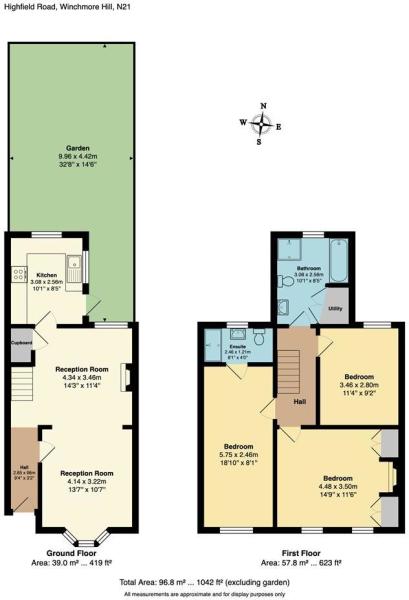 Highfield Road, Winchmore Hill, N21
Garden
9.96 x 4.42m
32'8" x 14'6"
N
W
E
S
Kitchen
3.08 x 2.56m
10'1" x 8'5"
Cupboard
Reception Room
4.34 x 3.46m
14'3" x 11'4"
Hall
9'4" x 3'2"
Reception Room
4.14 x 3.22m
13'7" x 10'7"
Ground Floor
Area: 39.0 m² ... 419 ft²
Bathroom
3.06 x 2.56m
10'1" x 8'5"
Utility
Ensuite
2.46 x 1.21m
8'1" x 4'0"
Bedroom
3.46 x 2.80m
11'4" x 9'2"
Hall
Bedroom
5.75 x 2.46m
18'10" x 8'1"
Bedroom
4.48 x 3.50m
14'9" x 11'6"
First Floor
Area: 57.8 m² ... 623 ft²
Total Area: 96.8 m² ... 1042 ft² (excluding garden)
All measurements are approximate and for display purposes only